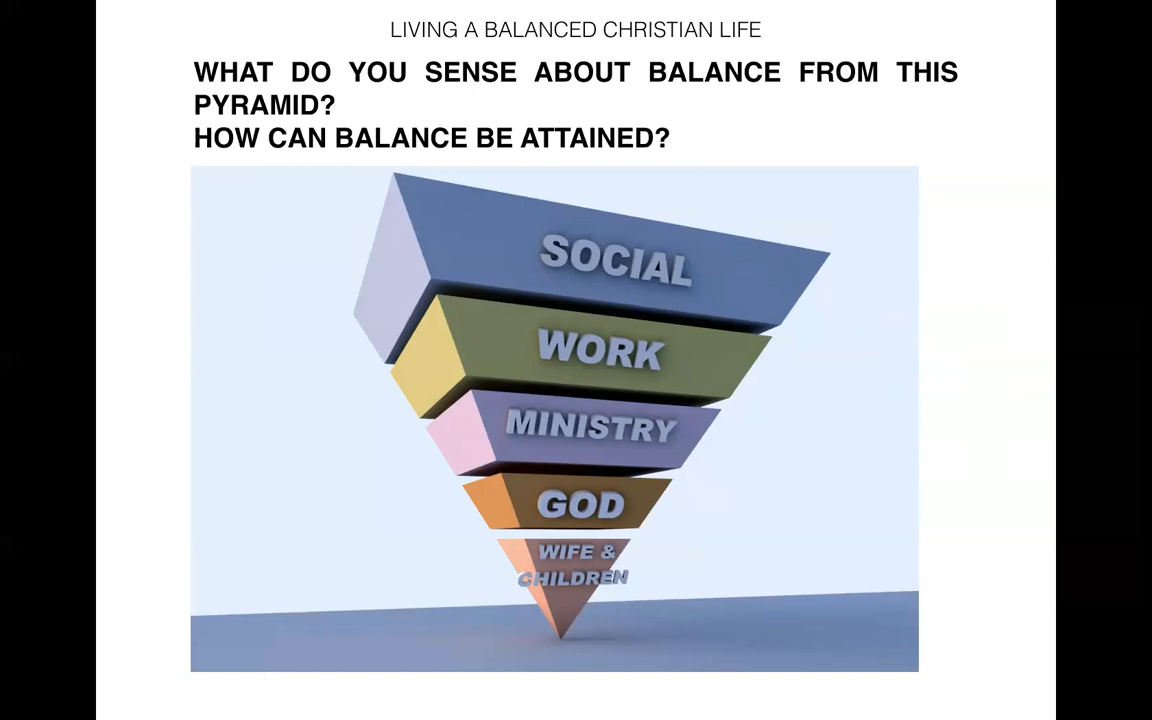 LIVING A BALANCED CHRISTIAN LIFE
WHAT DO YOU SENSE ABOUT BALANCE FROM THIS
PYRAMID?
HOW CAN BALANCE BE ATTAINED?
SOCIAL
WORK
MINISTRY
GOD
WIFE &
CHILDREN